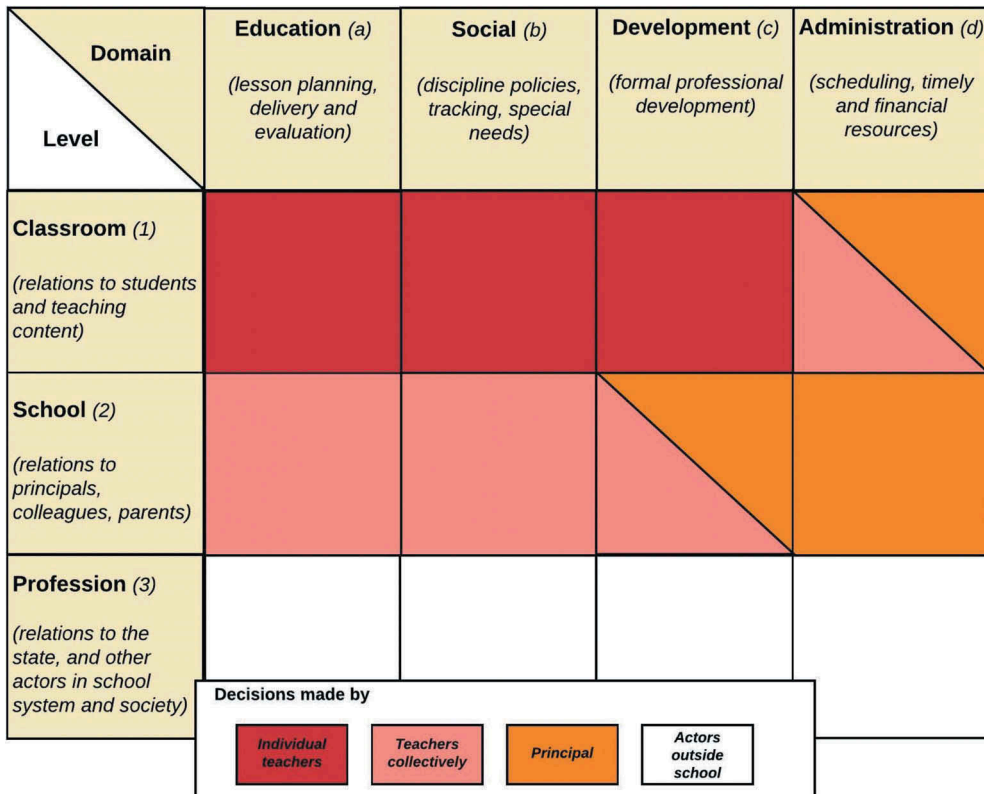 Domain
Level
Education (a)
(lesson planning,
delivery and
evaluation)
Social (b)
(discipline policies,
tracking, special
needs)
Development (c)
(formal professional
development)
Administration (d)
(scheduling, timely
and financial
resources)
Classroom (1)
(relations to students
and teaching
content)
School (2)
(relations to
principals,
colleagues, parents)
Profession (3)
(relations to the
state, and other
actors in school
system and society)
Decisions made by
Individual
teachers
Teachers
collectively
Principal
Actors
outside
school